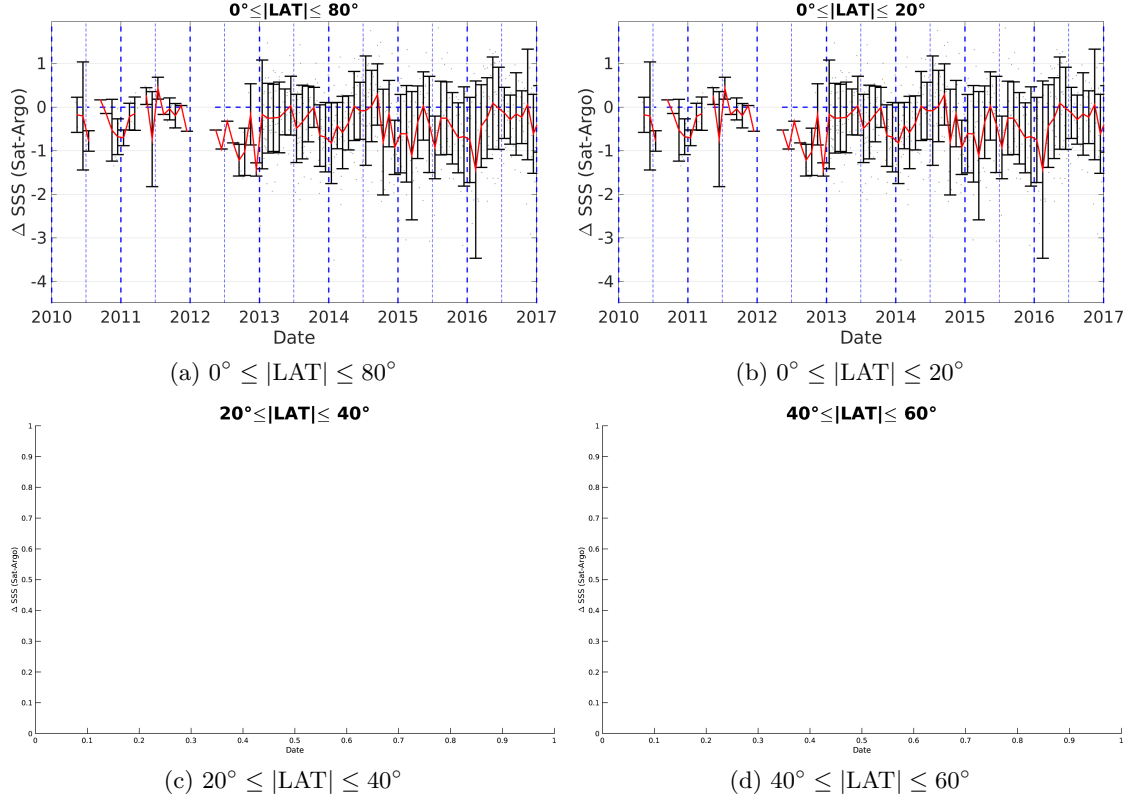 0°≤|LAT|≤ 80°
1
0
-1
-2
-3
-4
Δ SSS (Sat-Argo)
2010 2011 2012 2013 2014 2015 2016 2017
Date
(a) 0° ≤ |LAT| ≤ 80°
0°≤|LAT|≤ 20°
1
0
-1
-2
-3
-4
Δ SSS (Sat-Argo)
2010 2011 2012 2013 2014 2015 2016 2017
Date
(b) 0° ≤ |LAT| ≤ 20°
20°≤|LAT|≤ 40°
1
0.9
0.8
0.7
0.6
0.5
0.4
0.3
0.2
0.1
0
Δ SSS (Sat-Argo)
0 0.1 0.2 0.3 0.4 0.5 0.6 0.7 0.8 0.9 1
Date
(c) 20° ≤ |LAT| ≤ 40°
40°≤|LAT|≤ 60°
1
0.9
0.8
0.7
0.6
0.5
0.4
0.3
0.2
0.1
0
Δ SSS (Sat-Argo)
0 0.1 0.2 0.3 0.4 0.5 0.6 0.7 0.8 0.9 1
Date
(d) 40° ≤ |LAT| ≤ 60°